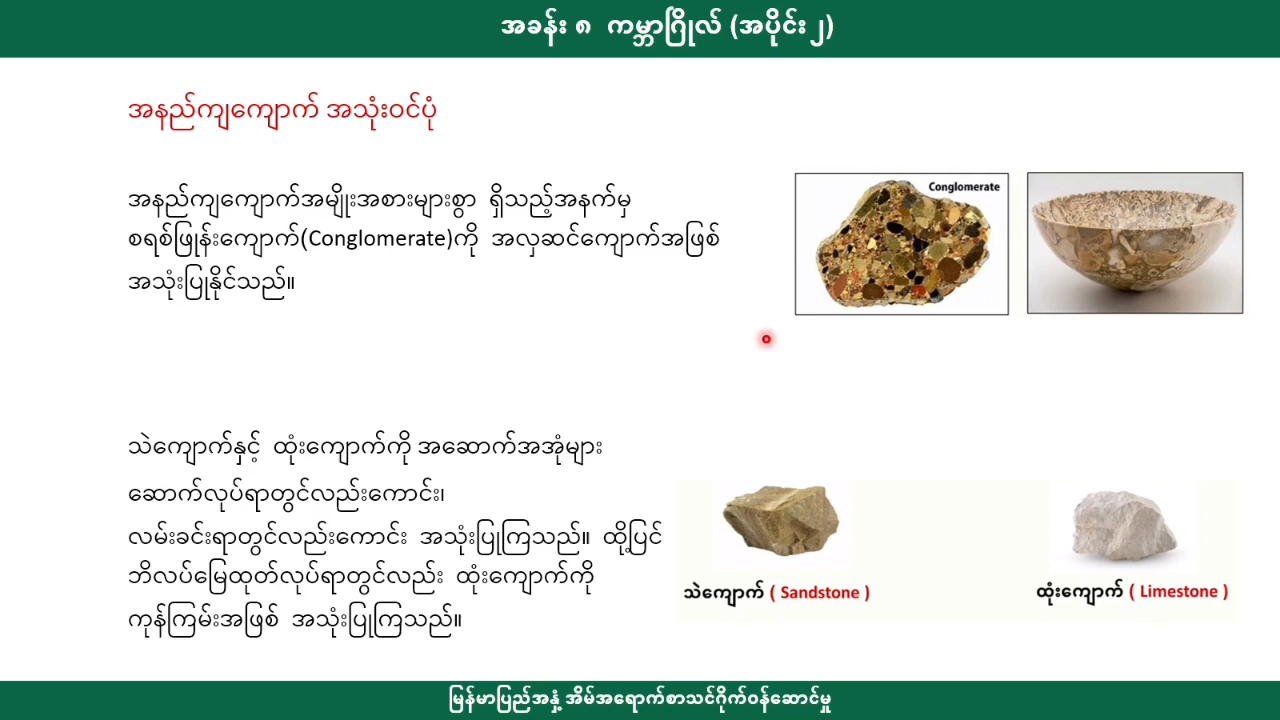 အခန်း ၈ ကမ္ဘာဂြိုလ် (အပိုင်း ၂)
အနည်ကျကျောက် အသုံးဝင်ပုံ
အနည်ကျကျောက်အမျိုးအစားများစွာ ရှိသည့်အနက်မှ
စရစ်ဖြုန်းကျောက်(Conglomerate)ကို အလှဆင်ကျောက်အဖြစ်
အသုံးပြုနိုင်သည်။
Conglomerate
သဲကျောက်နှင့် ထုံးကျောက်ကို အဆောက်အအုံများ
ဆောက်လုပ်ရာတွင်လည်းကောင်း၊
လမ်းခင်းရာတွင်လည်းကောင်း အသုံးပြုကြသည်။ ထို့ပြင်
ဘိလပ်မြေထုတ်လုပ်ရာတွင်လည်း ထုံးကျောက်ကို
ကုန်ကြမ်းအဖြစ် အသုံးပြုကြသည်။
သဲကျောက် ( Sandstone )
ထုံးကျောက် ( Limestone )
မြန်မာပြည်အနှံ့ အိမ်အရောက်စာသင်ဂိုက်ဝန်ဆောင်မှု